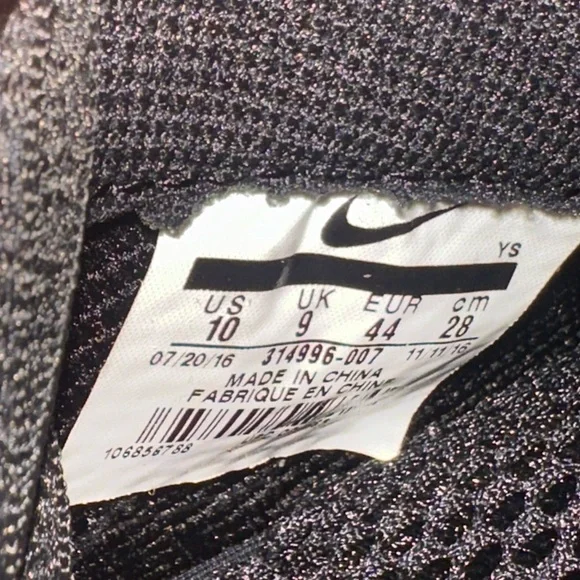 YS
US UK EUR cm
10 9 44 28
07/20/16 314996-007 11/11/16
MADE IN CHINA
FABRIQUE EN CHINE
106856788